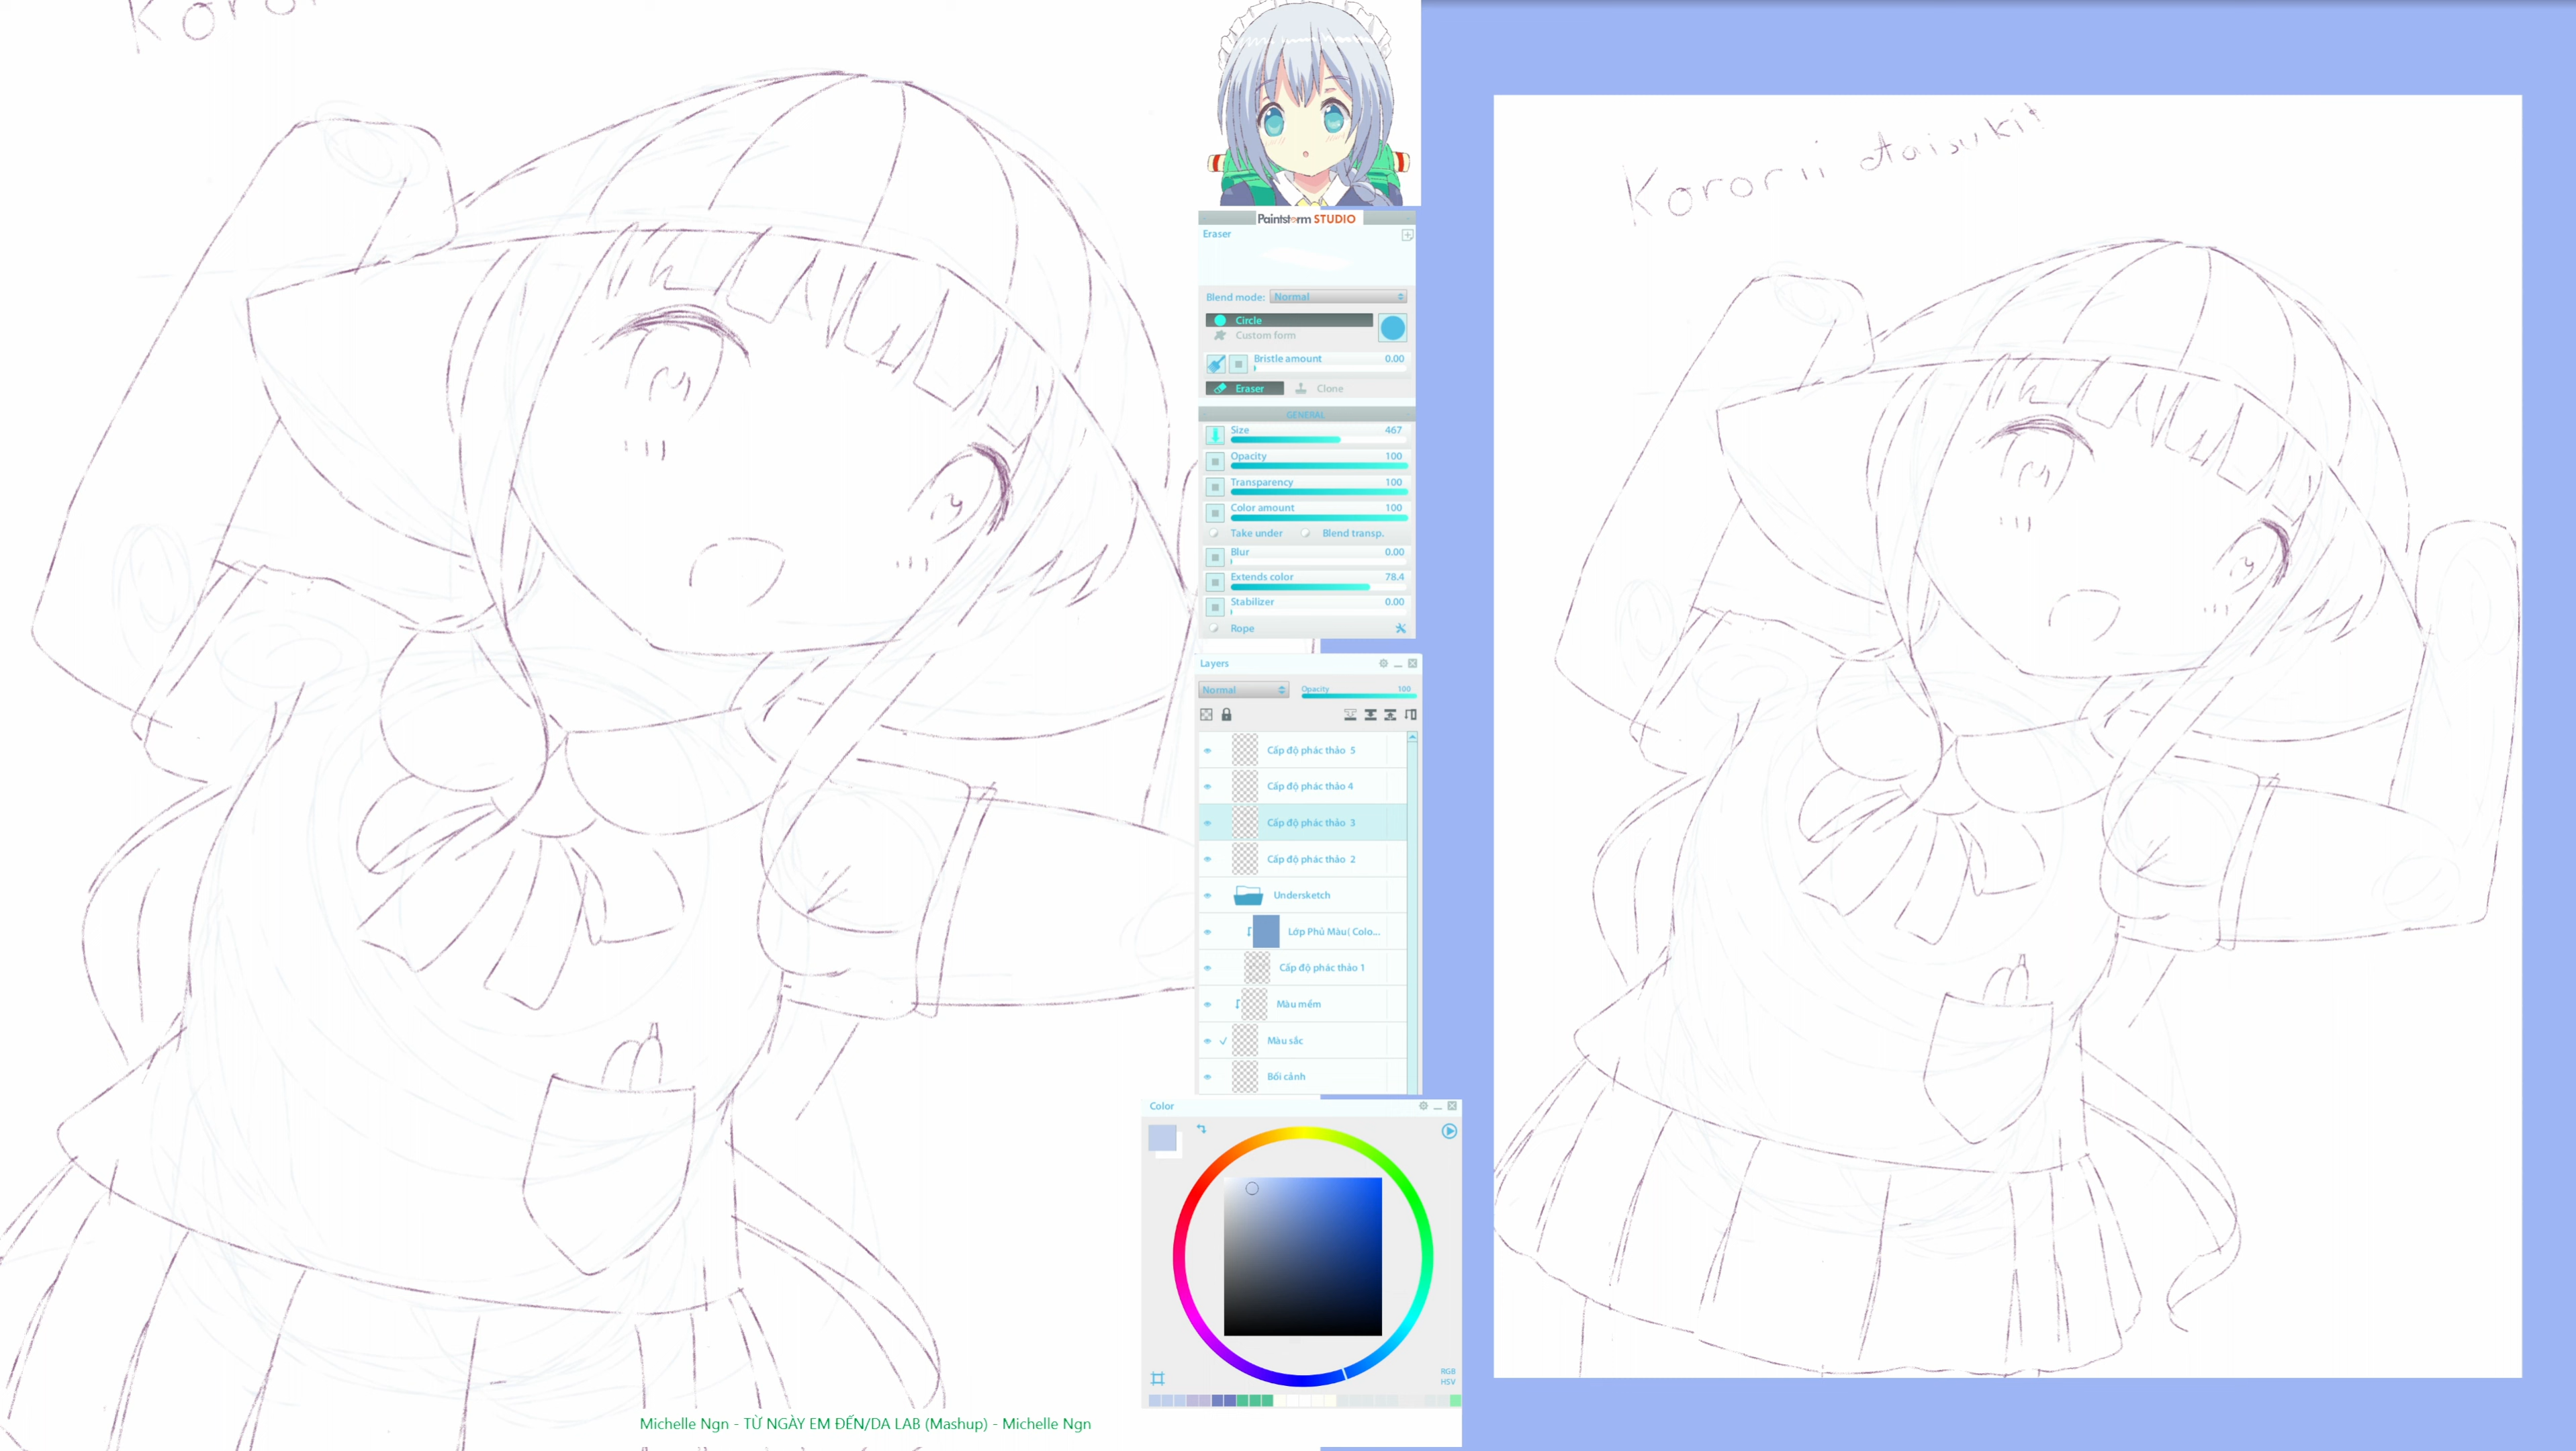 Koror
Kororii daisuki!
Paintstorm STUDIO
Eraser
Blend mode: Normal
Circle
Custom form
Bristle amount 0.00
Eraser Clone
GENERAL
Size 467
Opacity 100
Transparency 100
Color amount 100
Take under Blend transp.
Blur 0.00
Extends color 78.4
Stabilizer 0.00
Rope
Layers
Normal Opacity 100
Cấp độ phác thảo 5
Cấp độ phác thảo 4
Cấp độ phác thảo 3
Cấp độ phác thảo 2
Undersketch
Lớp Phủ Màu( Colo...
Cấp độ phác thảo 1
Màu mềm
Màu sắc
Bối cảnh
Color
RGB
HSV
Michelle Ngn - TỪ NGÀY EM ĐẾN/DA LAB (Mashup) - Michelle Ngn